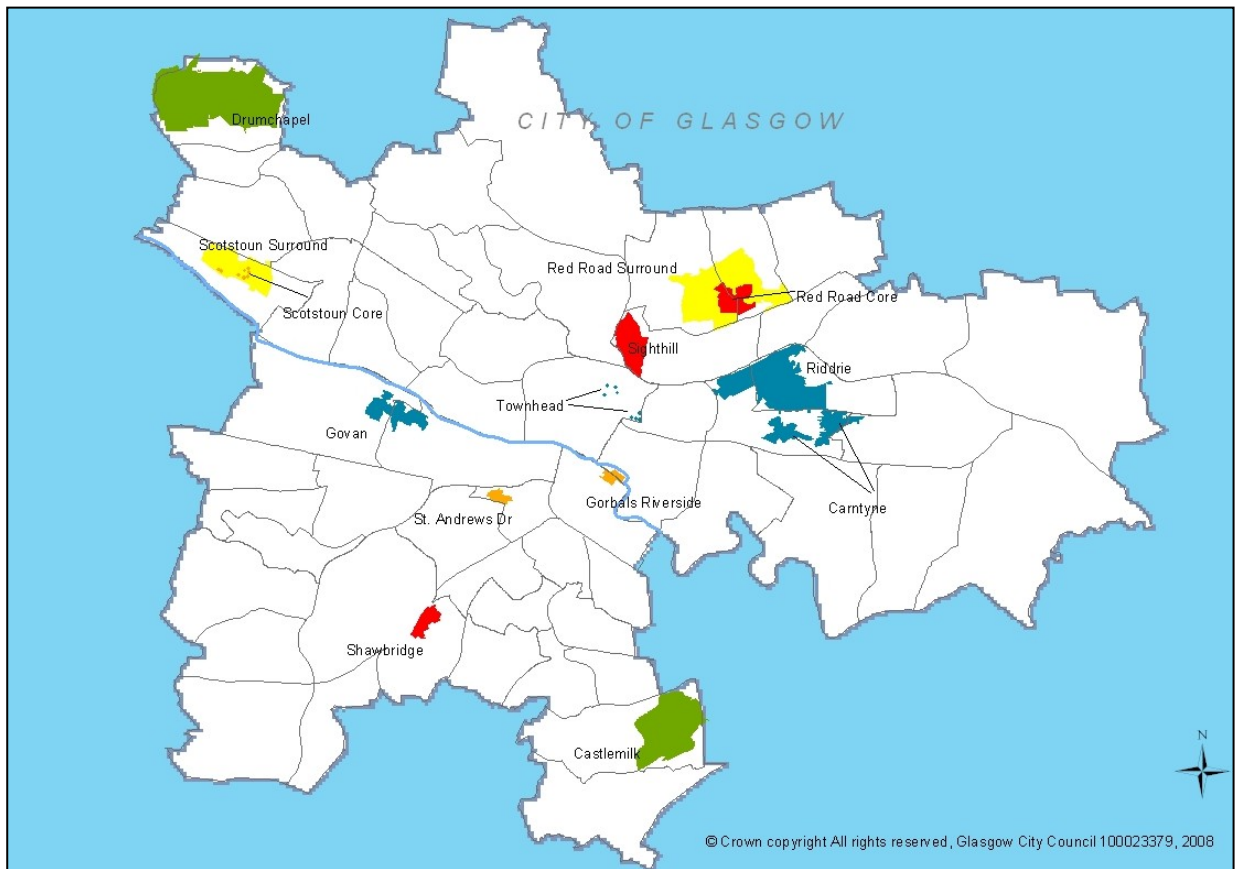 Drumchapel
CITY OF GLASGOW
Scotstoun Surround
Red Road Surround
Red Road Core
Scotstoun Core
Sighthill
Riddrie
Townhead
Govan
Gorbals Riverside
Carntyne
St. Andrews Dr
Shawbridge
N
Castlemilk
© Crown copyright All rights reserved, Glasgow City Council 100023379, 2008